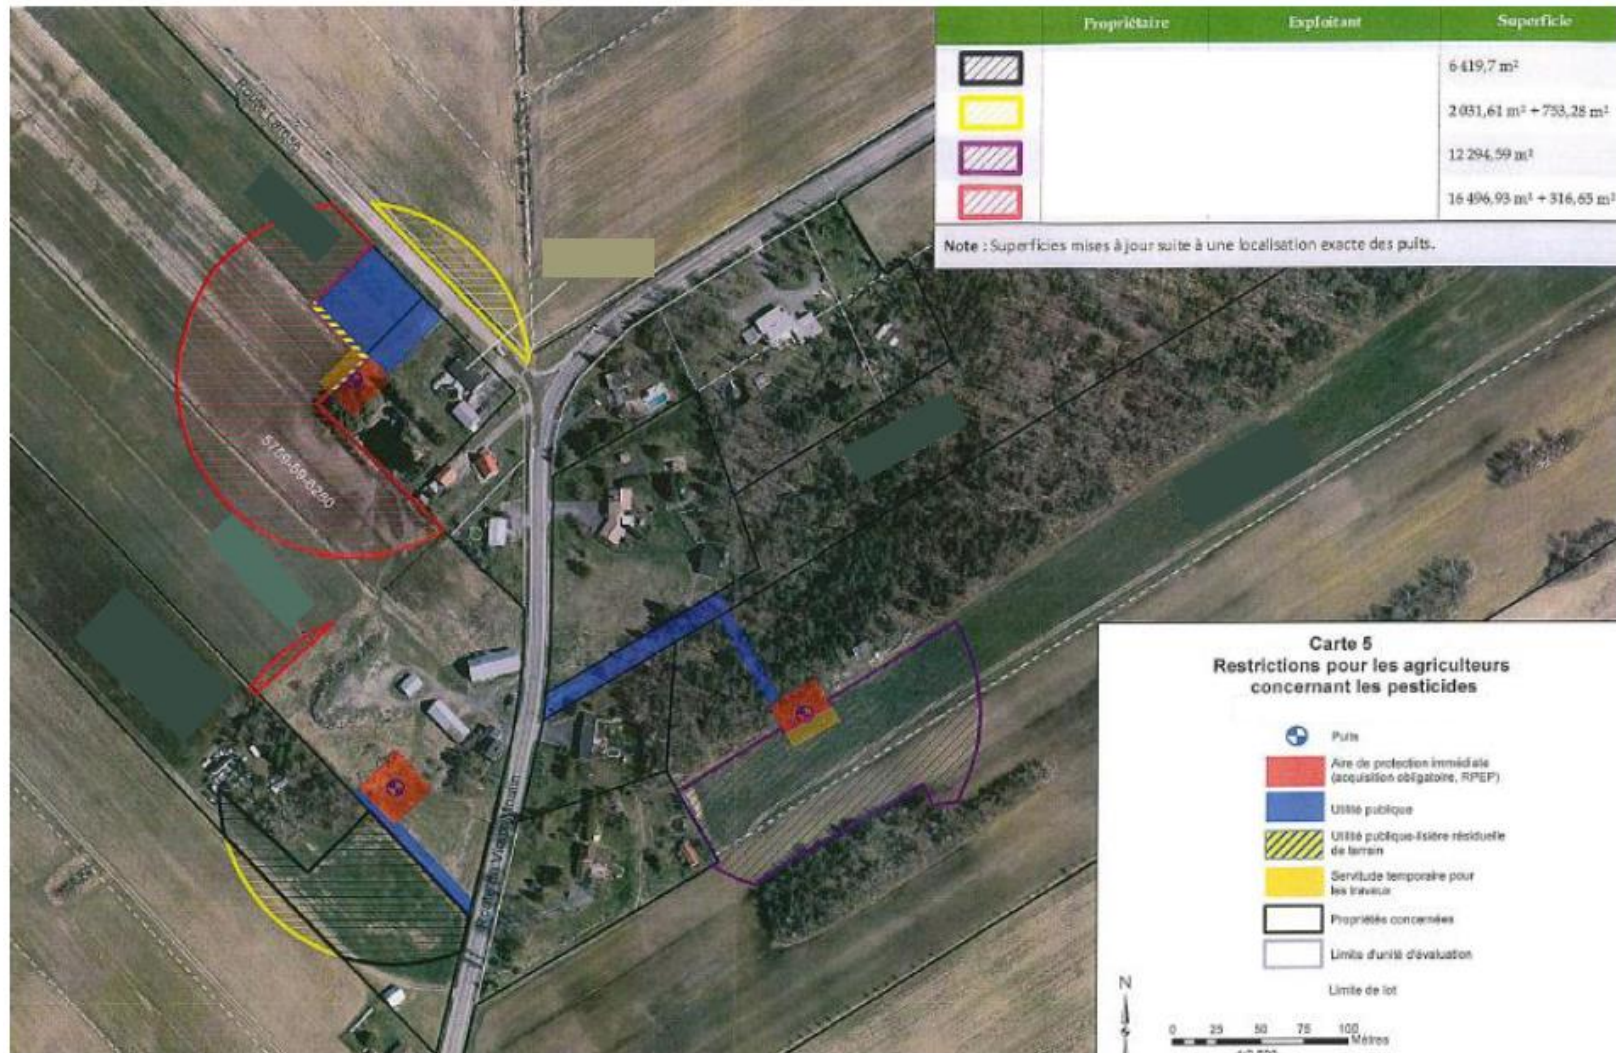 Propriétaire Exploitant Superficie
6 419,7 m²
2 031,61 m² + 753,28 m²
12 294,59 m²
16 496,93 m² + 316,65 m²
Note : Superficies mises à jour suite à une localisation exacte des puits.
5759-59-8260
Carte 5
Restrictions pour les agriculteurs
concernant les pesticides
Puits
Aire de protection immédiate
(acquisition obligatoire, RPEP)
Utilité publique
Utilité publique-lisière résiduelle
de terrain
Servitude temporaire pour
les travaux
Propriétés concernées
Limite d'unité d'évaluation
Limite de lot
N
0 25 50 75 100
Mètres